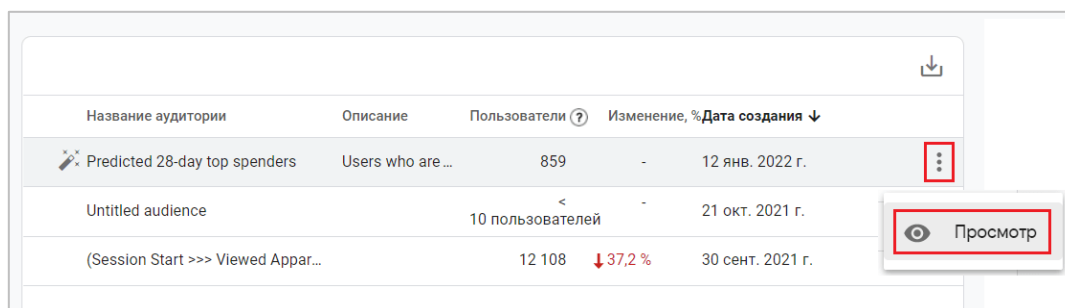 Название аудитории Описание Пользователи ? Изменение, % Дата создания ↓
Predicted 28-day top spenders Users who are ... 859 - 12 янв. 2022 г.
Untitled audience < 10 пользователей - 21 окт. 2021 г.
Просмотр
(Session Start >>> Viewed Appar... 12 108 ↓ 37,2 % 30 сент. 2021 г.